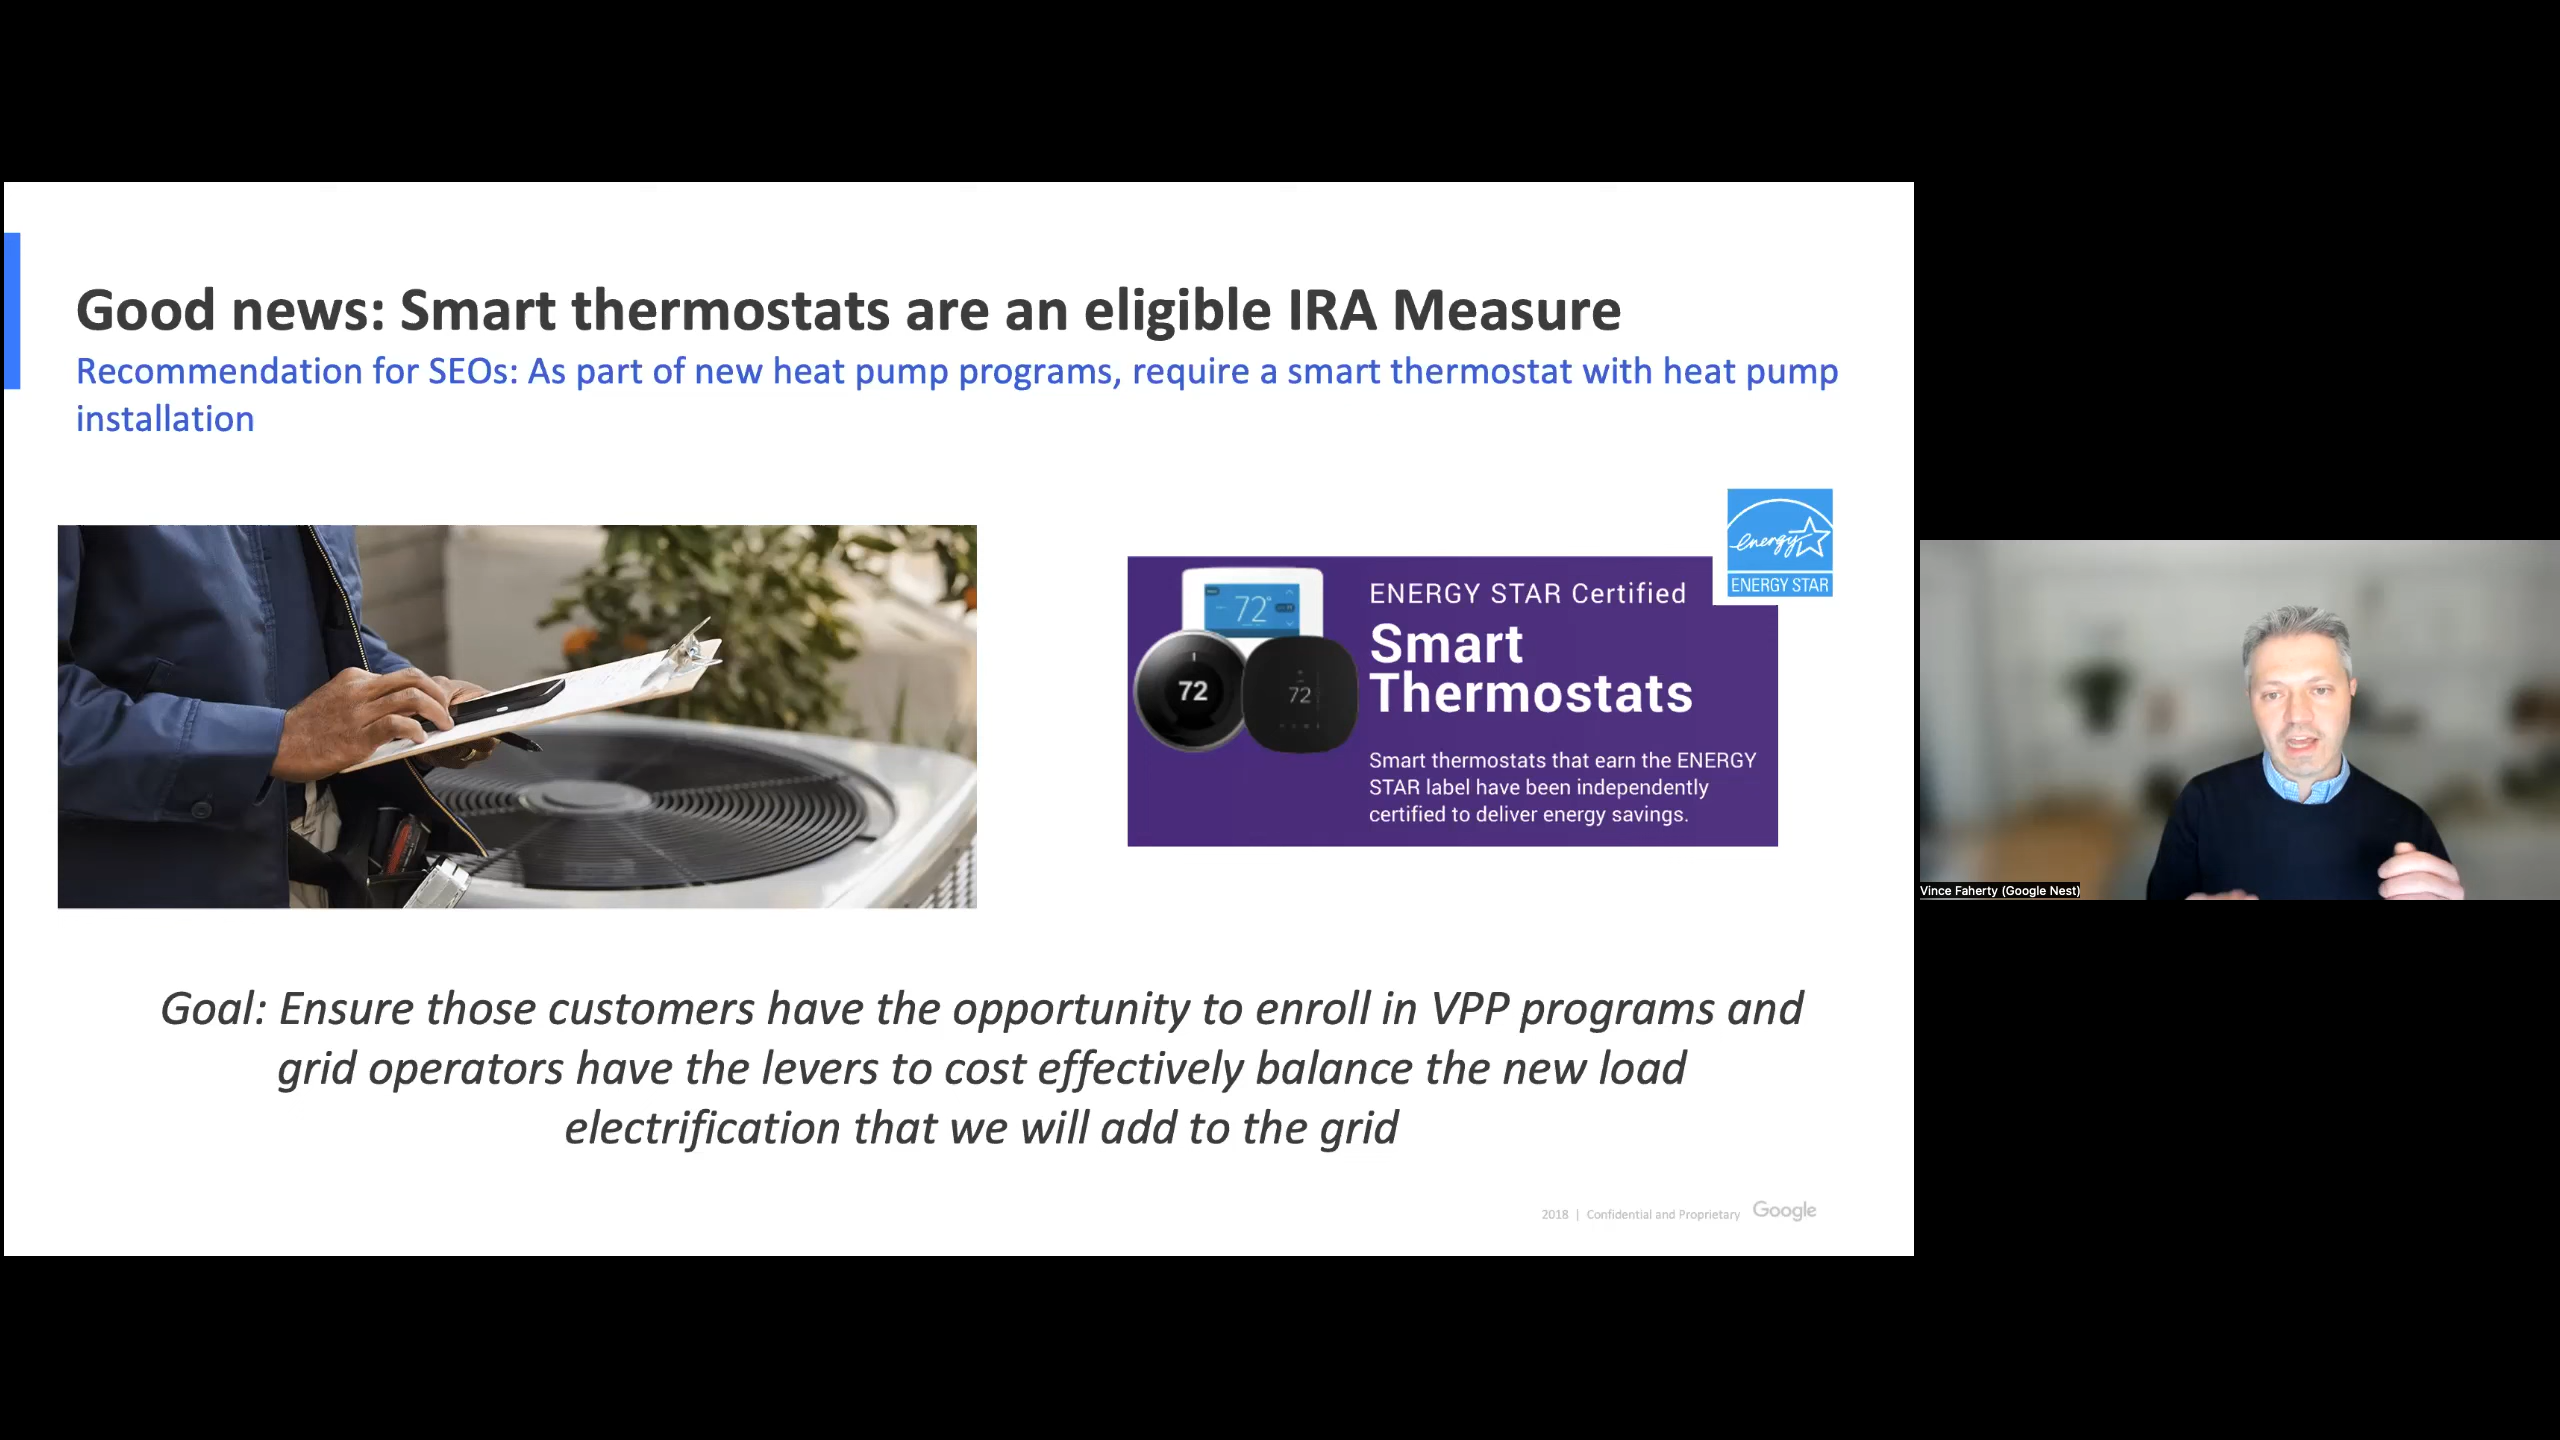 Good news: Smart thermostats are an eligible IRA Measure
Recommendation for SEOs: As part of new heat pump programs, require a smart thermostat with heat pump
installation
energy
ENERGY STAR
ENERGY STAR Certified
Smart
Thermostats
72°
72
72
Smart thermostats that earn the ENERGY
STAR label have been independently
certified to deliver energy savings.
Vince Faherty (Google Nest)
Goal: Ensure those customers have the opportunity to enroll in VPP programs and
grid operators have the levers to cost effectively balance the new load
electrification that we will add to the grid
2018 | Confidential and Proprietary Google